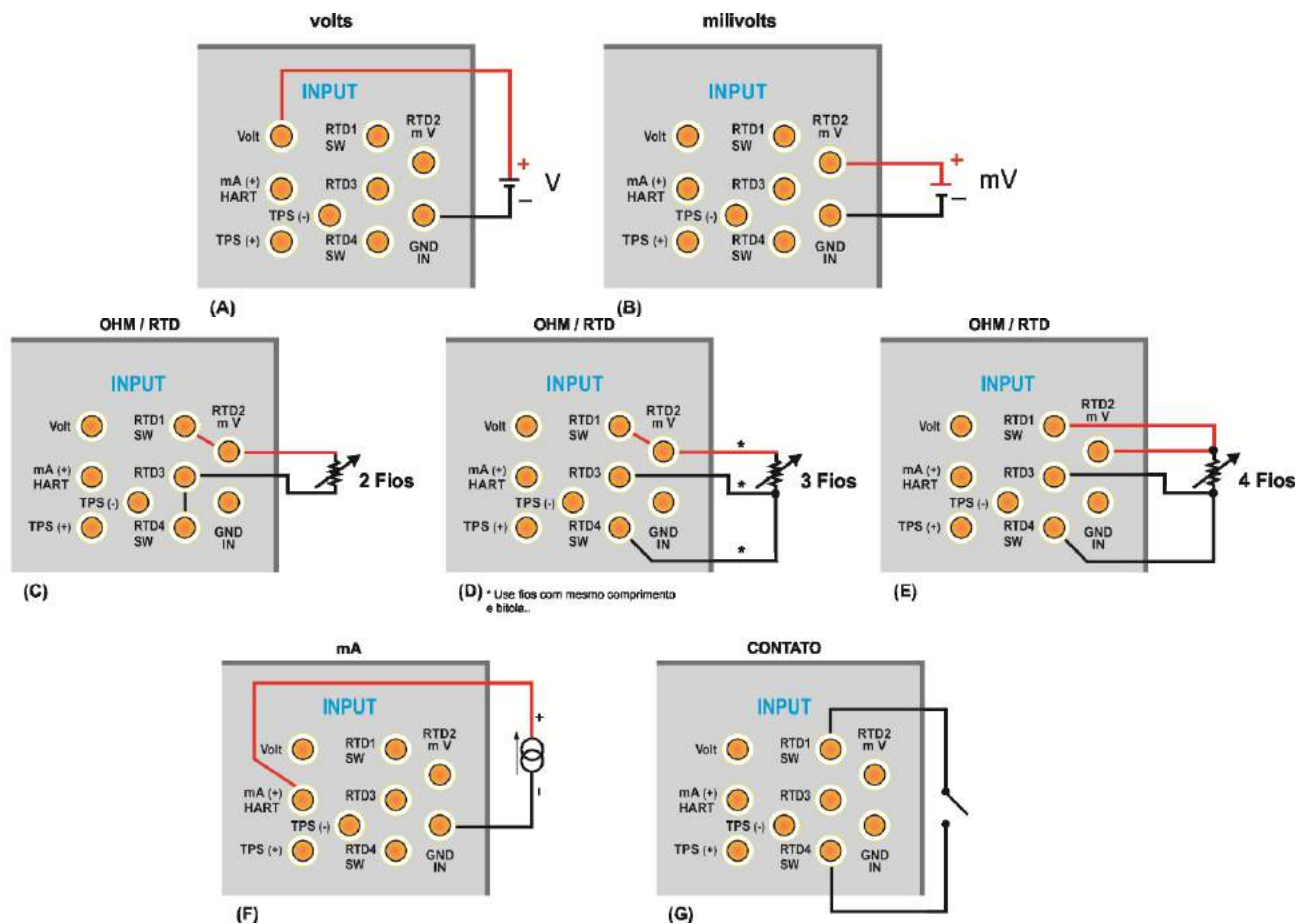 volts
INPUT
Volt
RTD1
SW
RTD2
m V
mA (+)
HART
RTD3
TPS (-)
TPS (+)
RTD4
SW
GND
IN
+
–
V
(A)
milivolts
INPUT
Volt
RTD1
SW
RTD2
m V
mA (+)
HART
RTD3
TPS (-)
TPS (+)
RTD4
SW
GND
IN
+
–
mV
(B)
OHM / RTD
INPUT
Volt
RTD1
SW
RTD2
m V
mA (+)
HART
RTD3
TPS (-)
TPS (+)
RTD4
SW
GND
IN
2 Fios
(C)
OHM / RTD
INPUT
Volt
RTD1
SW
RTD2
m V
mA (+)
HART
RTD3
TPS (-)
TPS (+)
RTD4
SW
GND
IN
*
*
*
3 Fios
(D)
* Use fios com mesmo comprimento
e bitola..
OHM / RTD
INPUT
Volt
RTD1
SW
RTD2
m V
mA (+)
HART
RTD3
TPS (-)
TPS (+)
RTD4
SW
GND
IN
4 Fios
(E)
mA
INPUT
Volt
RTD1
SW
RTD2
m V
mA (+)
HART
RTD3
TPS (-)
TPS (+)
RTD4
SW
GND
IN
+
-
(F)
CONTATO
INPUT
Volt
RTD1
SW
RTD2
m V
mA (+)
HART
RTD3
TPS (-)
TPS (+)
RTD4
SW
GND
IN
(G)